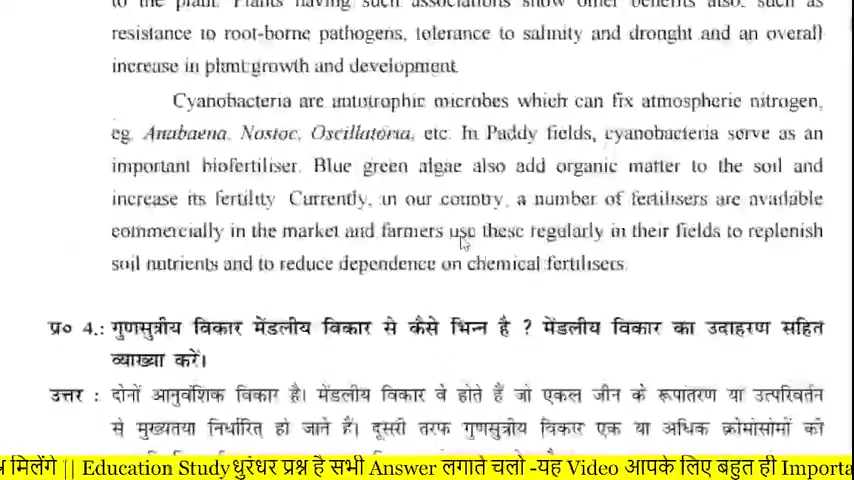 to the plant. Plants having such associations show other benefits also, such as
resistance to root-borne pathogens, tolerance to salinity and drought and an overall
increase in plant growth and development.
Cyanobacteria are autotrophic microbes which can fix atmospheric nitrogen,
eg. Anabaena, Nostoc, Oscillatoria, etc. In Paddy fields, cyanobacteria serve as an
important biofertiliser. Blue green algae also add organic matter to the soil and
increase its fertility. Currently, in our country, a number of fertilisers are available
commercially in the market and farmers use these regularly in their fields to replenish
soil nutrients and to reduce dependence on chemical fertilisers.
प्र० 4.: गुणसुत्रीय विकार मेंडलीय विकार से कैसे भिन्न है ? मेंडलीय विकार का उदाहरण सहित
व्याख्या करें।
उत्तर : दोनों आनुवंशिक विकार है। मेंडलीय विकार वे होते हैं जो एकल जीन के रूपातरण या उत्परिवर्तन
से मुख्यतया निर्धारित हो जाते हैं। दूसरी तरफ गुणसुत्रीय विकार एक या अधिक क्रोमोसोमों की
मिलेंगे || Education Study धुरंधर प्रश्न है सभी Answer लगाते चलो -यह Video आपके लिए बहुत ही Importa